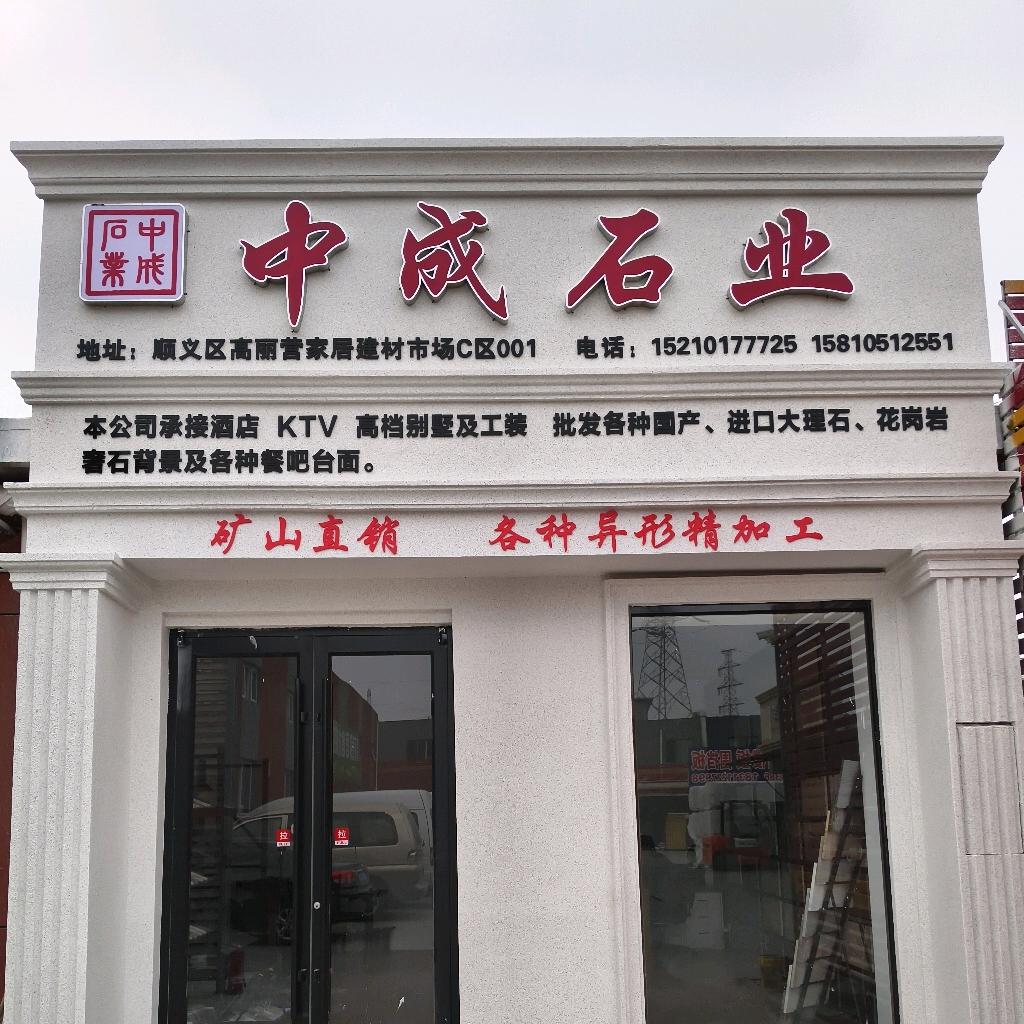 中成石業
中成石业
地址：顺义区高丽营家居建材市场C区001 电话：15210177725 15810512551
本公司承接酒店 KTV 高档别墅及工装 批发各种国产、进口大理石、花岗岩
奢石背景及各种餐吧台面。
矿山直销 各种异形精加工
拉 拉